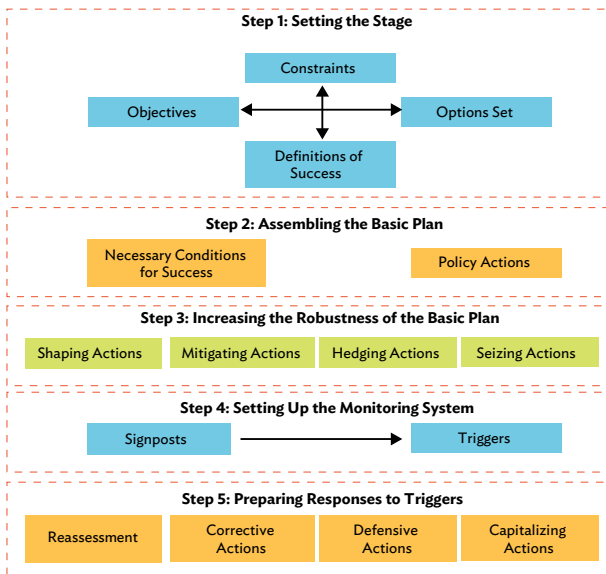 Step 1: Setting the Stage
Constraints
Objectives
Options Set
Definitions of
Success
Step 2: Assembling the Basic Plan
Necessary Conditions
for Success
Policy Actions
Step 3: Increasing the Robustness of the Basic Plan
Shaping Actions
Mitigating Actions
Hedging Actions
Seizing Actions
Step 4: Setting Up the Monitoring System
Signposts
Triggers
Step 5: Preparing Responses to Triggers
Reassessment
Corrective
Actions
Defensive
Actions
Capitalizing
Actions